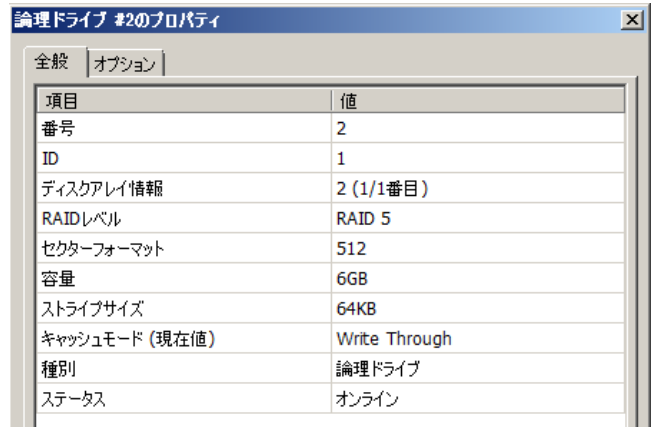 論理ドライブ #2のプロパティ
全般 オプション
項目 値
番号 2
ID 1
ディスクアレイ情報 2 (1/1番目)
RAIDレベル RAID 5
セクターフォーマット 512
容量 6GB
ストライプサイズ 64KB
キャッシュモード (現在値) Write Through
種別 論理ドライブ
ステータス オンライン